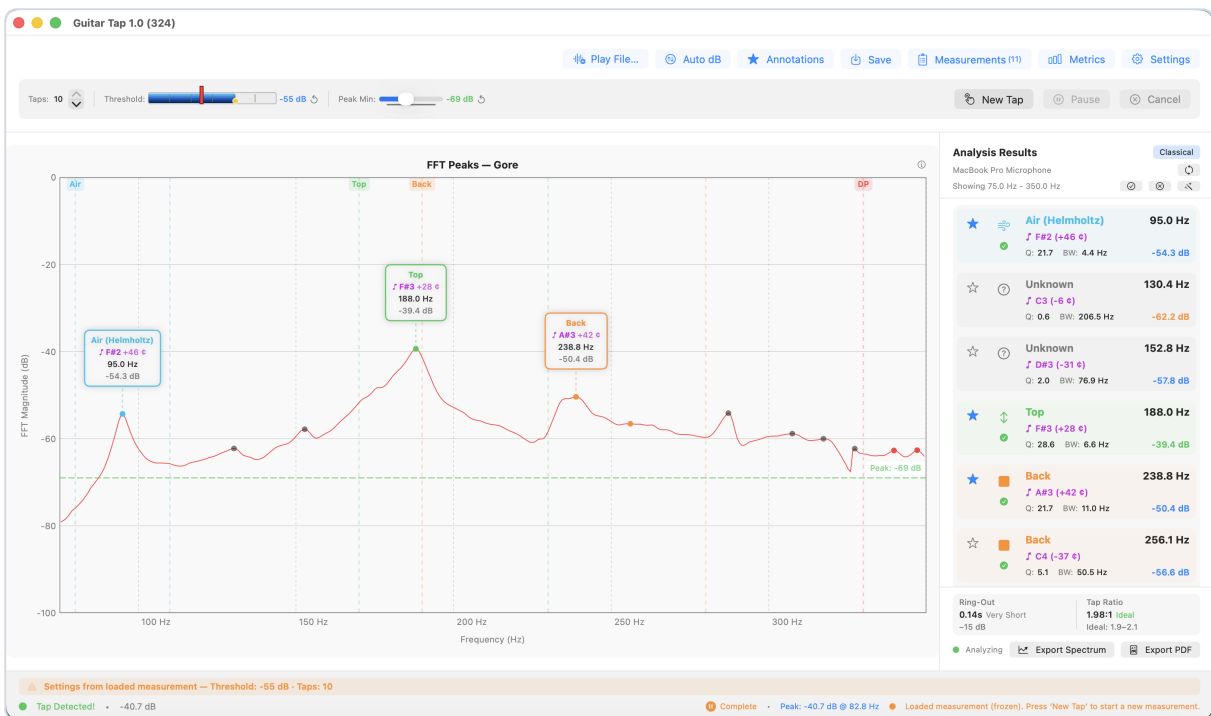 Guitar Tap 1.0 (324)
Play File... Auto dB Annotations Save Measurements (11) Metrics Settings
Taps: 10 Threshold: -55 dB Peak Min: -69 dB New Tap Pause Cancel
FFT Peaks — Gore
Air Top Back DP
0
-20
-40
-60
-80
-100
FFT Magnitude (dB)
Air (Helmholtz)
F#2 +46 ¢
95.0 Hz
-54.3 dB
Top
F#3 +28 ¢
188.0 Hz
-39.4 dB
Back
A#3 +42 ¢
238.8 Hz
-50.4 dB
Peak: -69 dB
100 Hz 150 Hz 200 Hz 250 Hz 300 Hz
Frequency (Hz)
Analysis Results Classical
MacBook Pro Microphone
Showing 75.0 Hz - 350.0 Hz
Air (Helmholtz) 95.0 Hz
F#2 (+46 ¢)
Q: 21.7 BW: 4.4 Hz -54.3 dB
Unknown 130.4 Hz
C3 (-6 ¢)
Q: 0.6 BW: 206.5 Hz -62.2 dB
Unknown 152.8 Hz
D#3 (-31 ¢)
Q: 2.0 BW: 76.9 Hz -57.8 dB
Top 188.0 Hz
F#3 (+28 ¢)
Q: 28.6 BW: 6.6 Hz -39.4 dB
Back 238.8 Hz
A#3 (+42 ¢)
Q: 21.7 BW: 11.0 Hz -50.4 dB
Back 256.1 Hz
C4 (-37 ¢)
Q: 5.1 BW: 50.5 Hz -56.6 dB
Ring-Out Tap Ratio
0.14s Very Short 1.98:1 Ideal
−15 dB Ideal: 1.9–2.1
Analyzing Export Spectrum Export PDF
Settings from loaded measurement — Threshold: -55 dB · Taps: 10
Tap Detected! • -40.7 dB Complete • Peak: -40.7 dB @ 82.8 Hz Loaded measurement (frozen). Press 'New Tap' to start a new measurement.